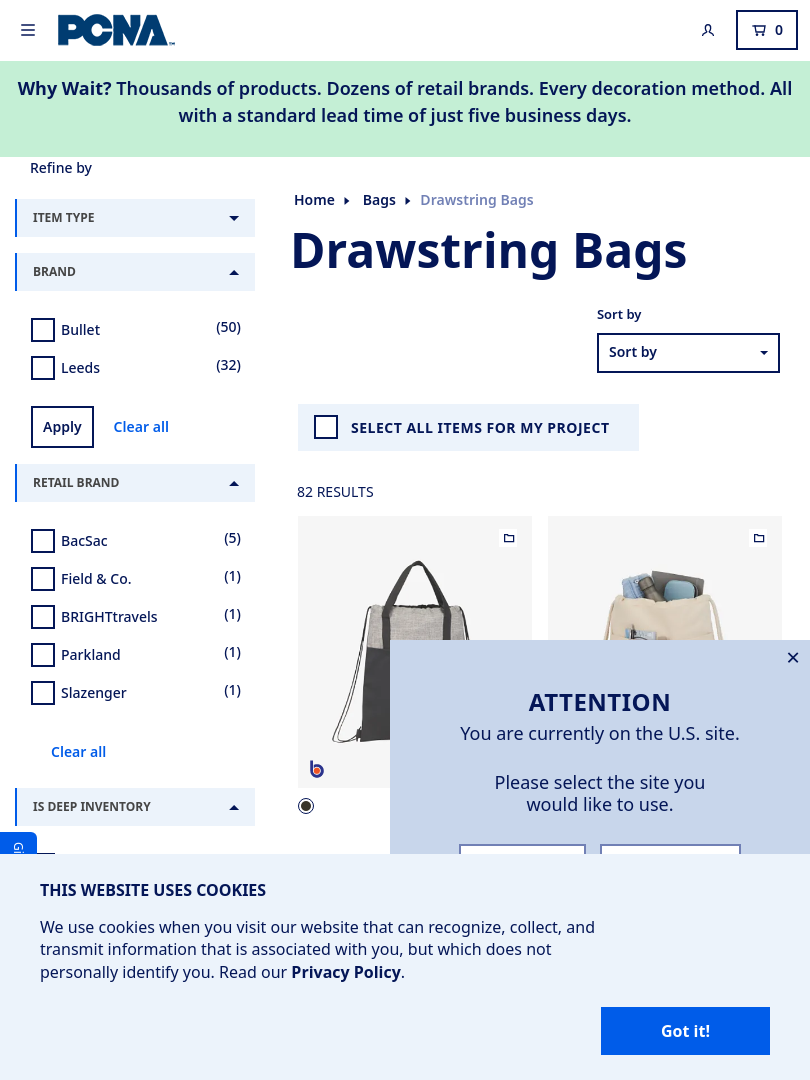 PCNA
0
Why Wait? Thousands of products. Dozens of retail brands. Every decoration method. All
with a standard lead time of just five business days.
Refine by
ITEM TYPE
BRAND
Bullet (50)
Leeds (32)
Apply Clear all
RETAIL BRAND
BacSac (5)
Field & Co. (1)
BRIGHTtravels (1)
Parkland (1)
Slazenger (1)
Clear all
IS DEEP INVENTORY
Home Bags Drawstring Bags
Drawstring Bags
Sort by
Sort by
SELECT ALL ITEMS FOR MY PROJECT
82 RESULTS
b
ATTENTION
You are currently on the U.S. site.
Please select the site you
would like to use.
THIS WEBSITE USES COOKIES
We use cookies when you visit our website that can recognize, collect, and
transmit information that is associated with you, but which does not
personally identify you. Read our Privacy Policy.
Got it!